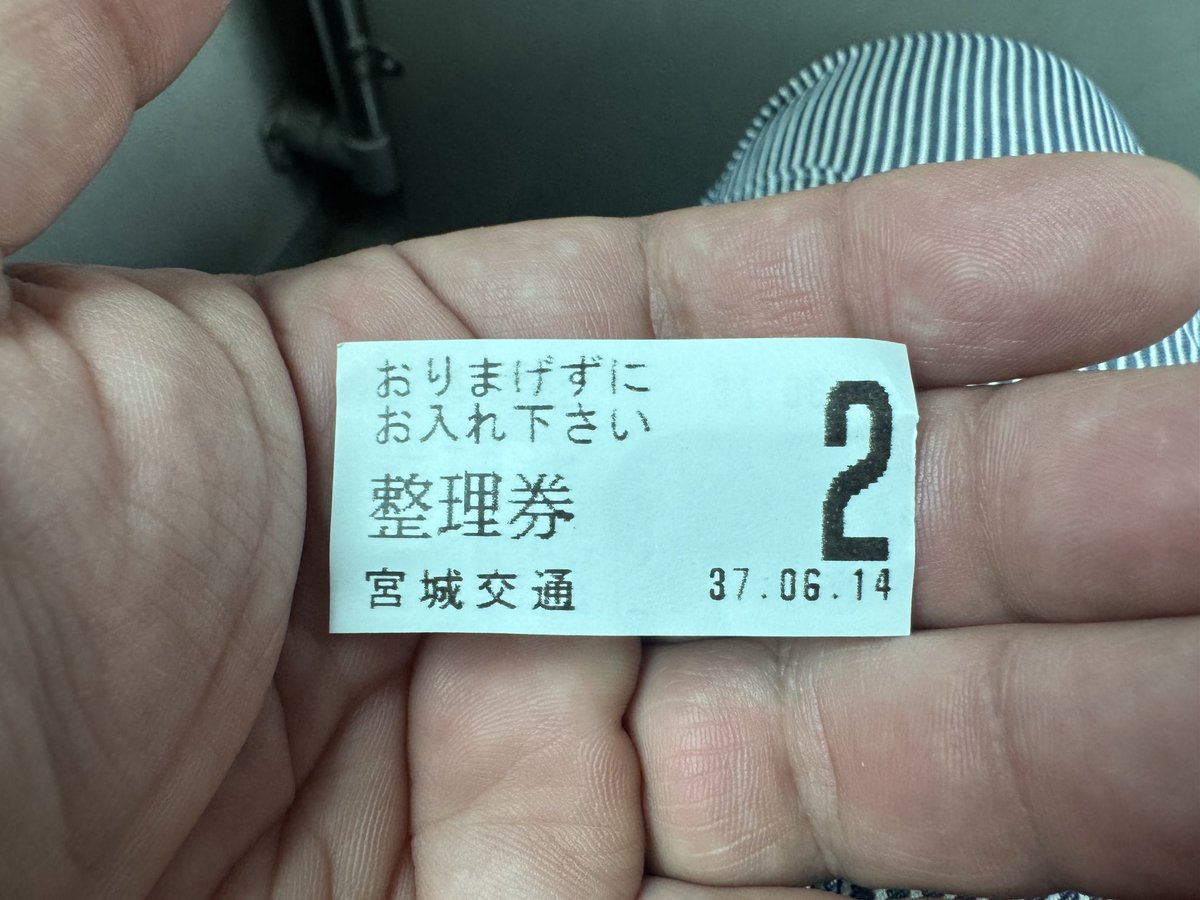 おりまげずに
お入れ下さい
整理券
2
宮城交通
37.06.14